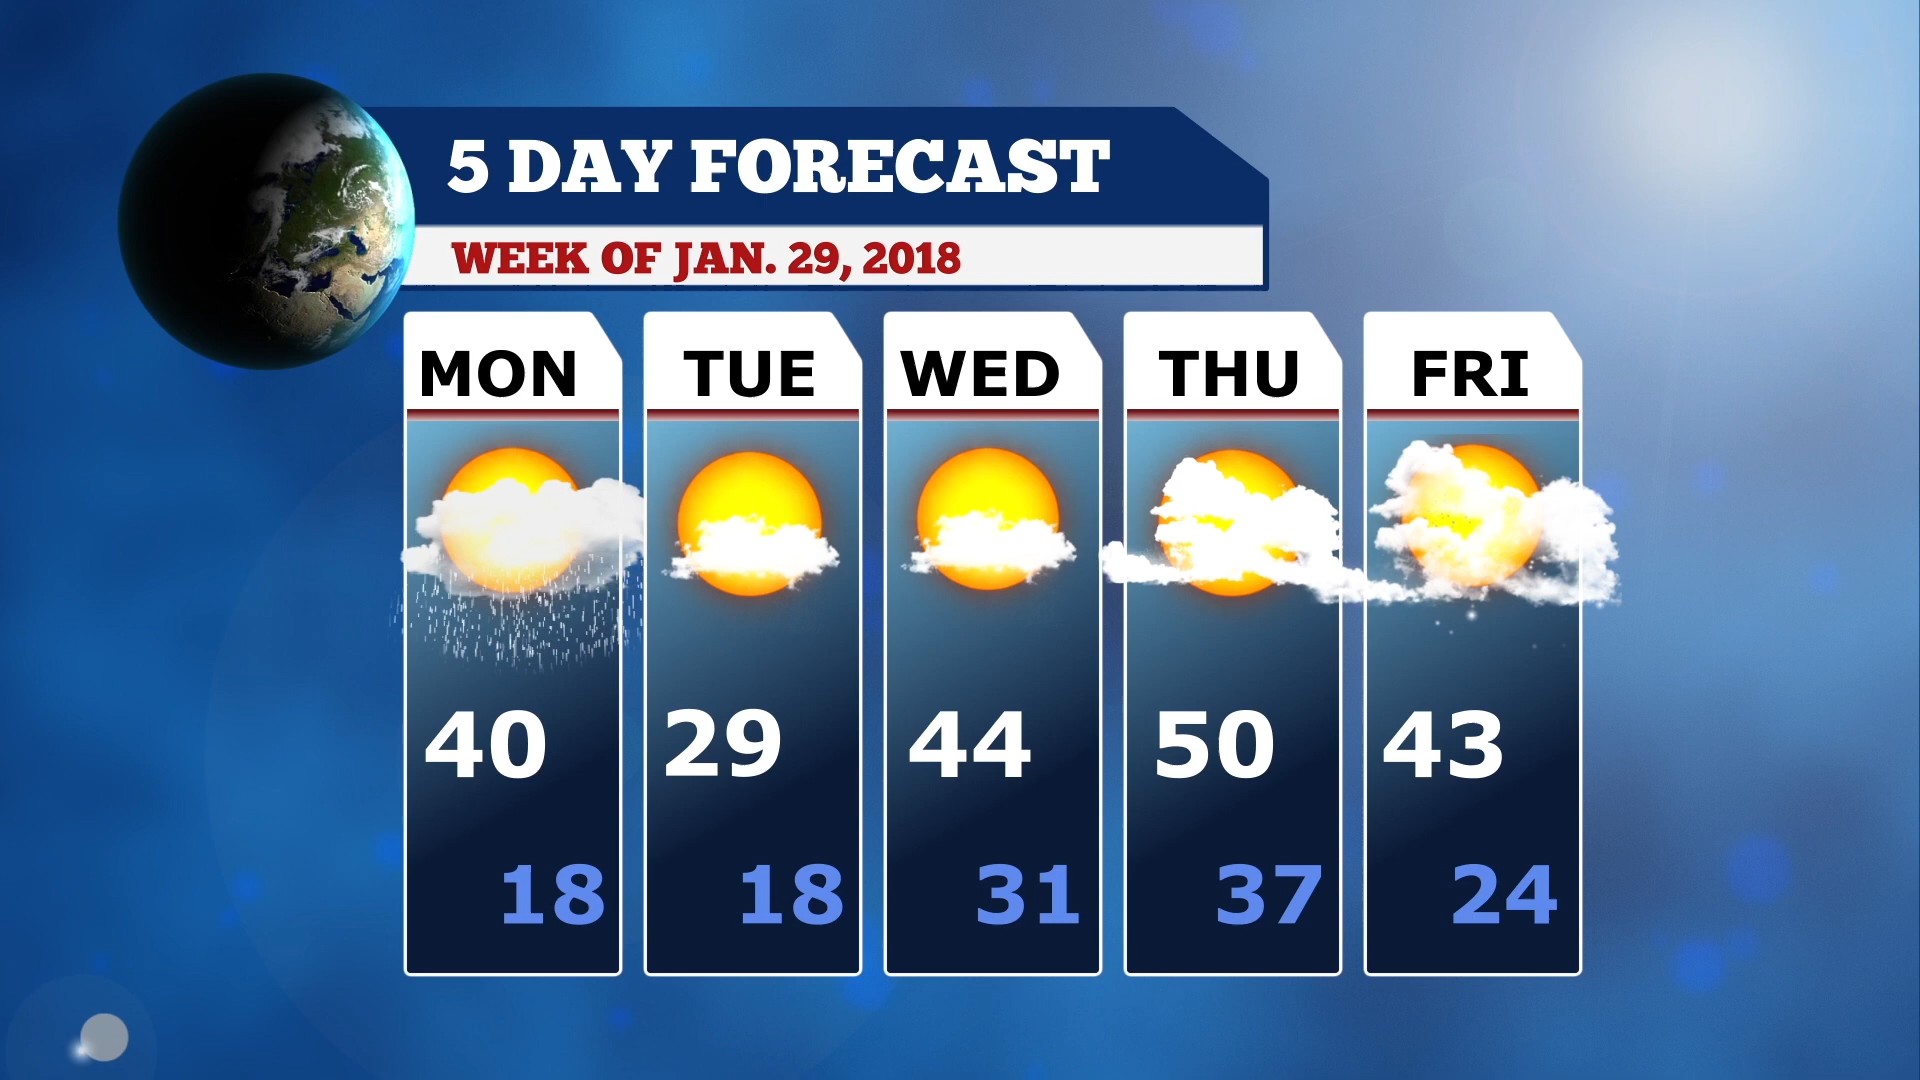 5 DAY FORECAST
WEEK OF JAN. 29, 2018
MON TUE WED THU FRI
40 29 44 50 43
18 18 31 37 24